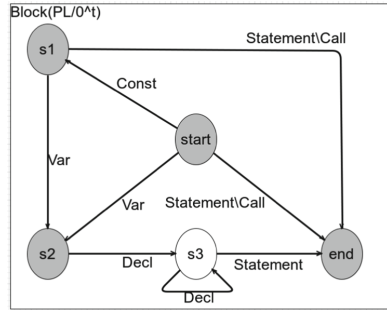 Block(PL/0^t)
s1
Statement\Call
Const
start
Var
Var
Statement\Call
s2
Decl
s3
Statement
end
Decl